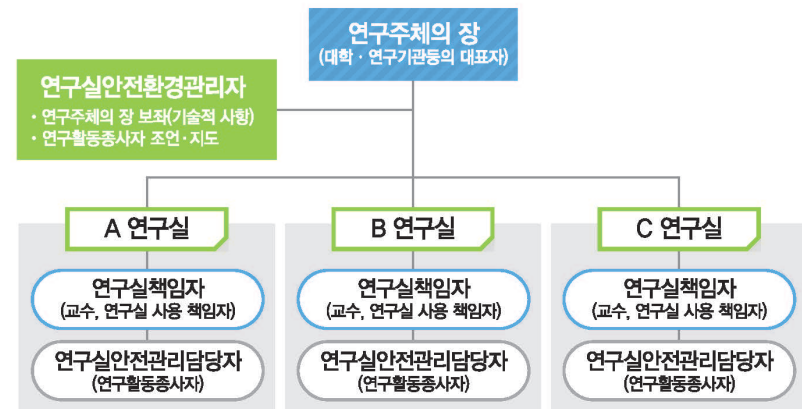 연구주체의 장
(대학 · 연구기관등의 대표자)
연구실안전환경관리자
· 연구주체의 장 보좌(기술적 사항)
· 연구활동종사자 조언·지도
A 연구실
B 연구실
C 연구실
연구실책임자
(교수, 연구실 사용 책임자)
연구실책임자
(교수, 연구실 사용 책임자)
연구실책임자
(교수, 연구실 사용 책임자)
연구실안전관리담당자
(연구활동종사자)
연구실안전관리담당자
(연구활동종사자)
연구실안전관리담당자
(연구활동종사자)